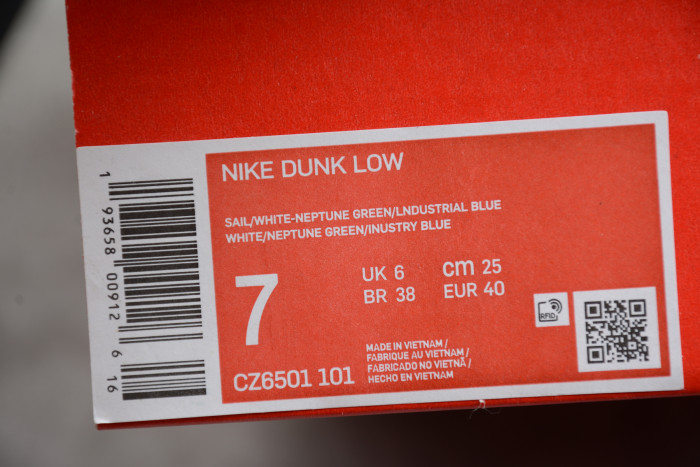 NIKE DUNK LOW
SAIL/WHITE-NEPTUNE GREEN/LNDUSTRIAL BLUE
WHITE/NEPTUNE GREEN/INUSTRY BLUE
7
UK 6 cm 25
BR 38 EUR 40
RFID
MADE IN VIETNAM /
FABRIQUE AU VIETNAM /
FABRICADO NO VIETNÃ /
HECHO EN VIETNAM
CZ6501 101
1 93658 00912 6 16